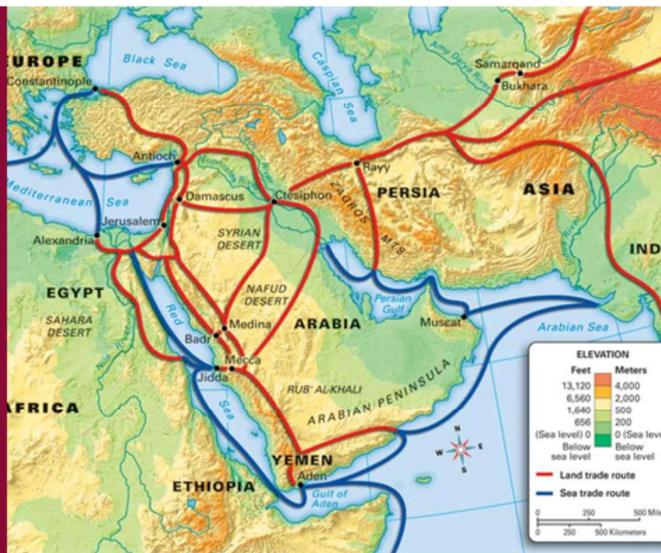 EUROPE
Constantinople
Black Sea
Caspian Sea
Amu Darya River
Samarqand
Bukhara
Antioch
Euphrates River
River
Rayy
ZAGROS MTS.
PERSIA
ASIA
Mediterranean Sea
Damascus
Ctesiphon
Jerusalem
Alexandria
SYRIAN
DESERT
River
IND
EGYPT
NAFUD
DESERT
Persian
Gulf
SAHARA
DESERT
Nile River
Red
Sea
Medina
ARABIA
Muscat
Arabian Sea
Badr
Mecca
Jidda
RUB' AL-KHALI
ARABIAN PENINSULA
AFRICA
YEMEN
Aden
ETHIOPIA
Gulf of
Aden
N
W E
S
ELEVATION
Feet Meters
13,120 4,000
6,560 2,000
1,640 500
656 200
(Sea level) 0 0 (Sea leve
Below Below
sea level sea level
Land trade route
Sea trade route
0 250 500 Mile
0 250 500 Kilometers